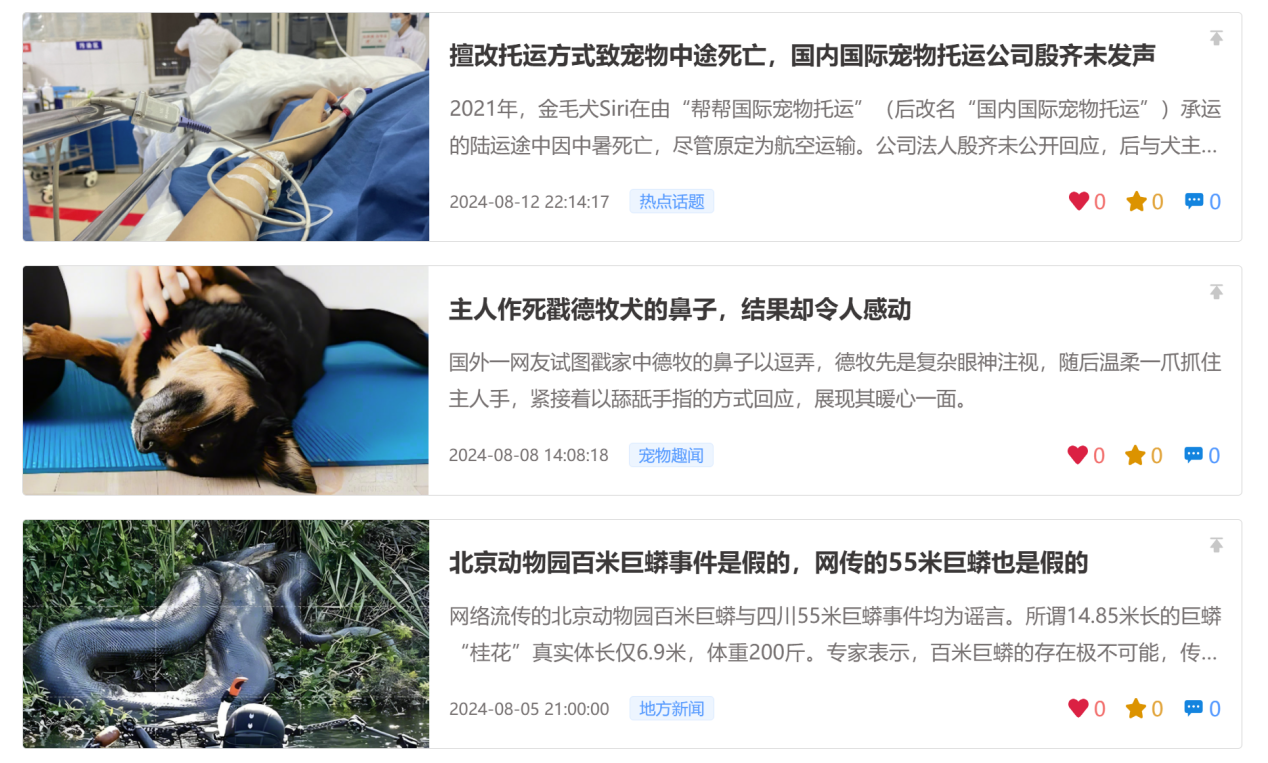 擅改托运方式致宠物中途死亡，国内国际宠物托运公司殷齐未发声
2021年，金毛犬Siri在由“帮帮国际宠物托运”（后改名“国内国际宠物托运”）承运
的陆运途中因中暑死亡，尽管原定为航空运输。公司法人殷齐未公开回应，后与犬主...
2024-08-12 22:14:17 热点话题 0 0 0
主人作死戳德牧犬的鼻子，结果却令人感动
国外一网友试图戳家中德牧的鼻子以逗弄，德牧先是复杂眼神注视，随后温柔一爪抓住
主人手，紧接着以舔舐手指的方式回应，展现其暖心一面。
2024-08-08 14:08:18 宠物趣闻 0 0 0
北京动物园百米巨蟒事件是假的，网传的55米巨蟒也是假的
网络流传的北京动物园百米巨蟒与四川55米巨蟒事件均为谣言。所谓14.85米长的巨蟒
“桂花”真实体长仅6.9米，体重200斤。专家表示，百米巨蟒的存在极不可能，传...
2024-08-05 21:00:00 地方新闻 0 0 0